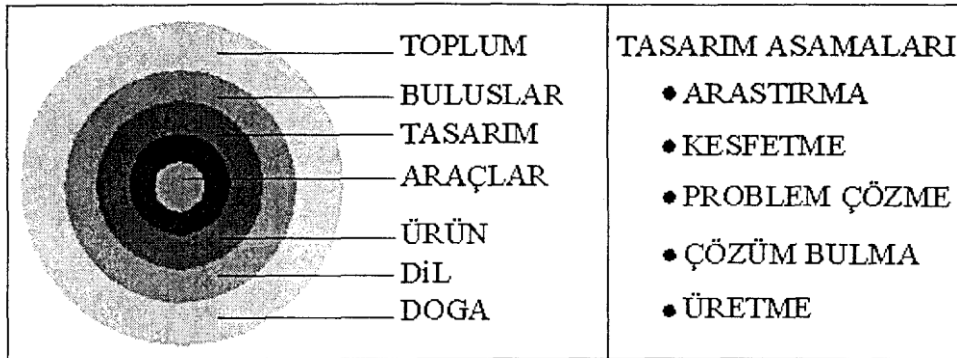 TOPLUM
BULUSLAR
TASARIM
ARAÇLAR
ÜRÜN
DiL
DOGA
TASARIM ASAMALARI
● ARASTIRMA
● KESFETME
● PROBLEM ÇÖZME
● ÇÖZÜM BULMA
● ÜRETME